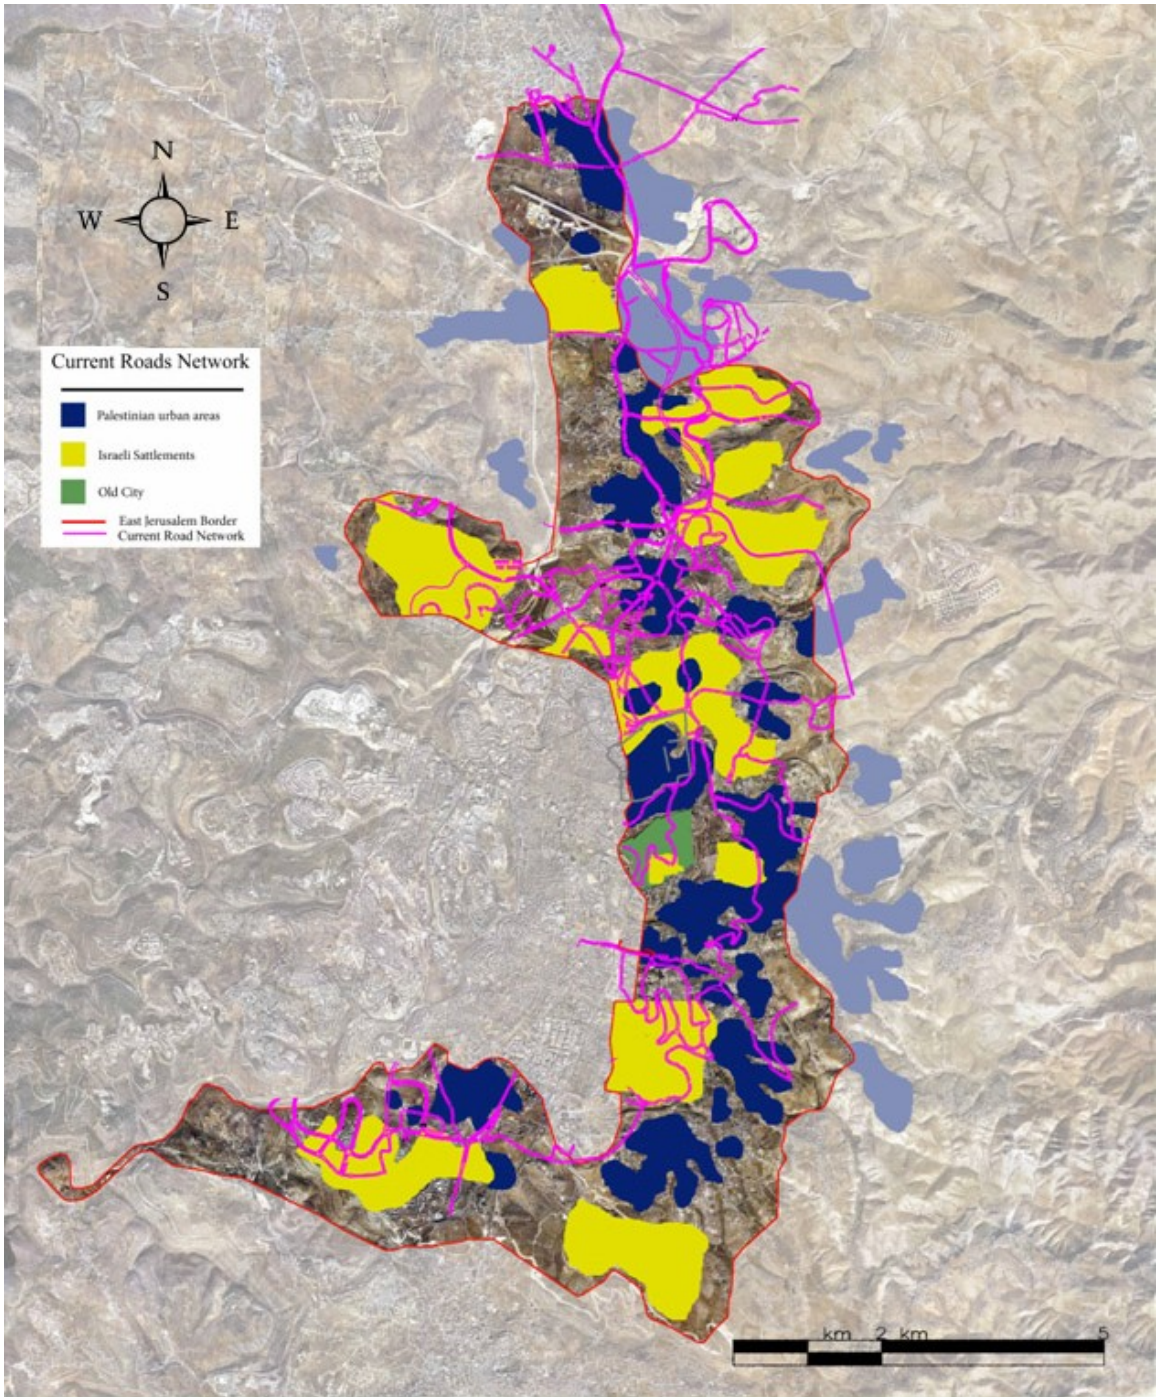 N
W E
S
Current Roads Network
Palestinian urban areas
Israeli Sattlements
Old City
East Jerusalem Border
Current Road Network
km 2 km 5